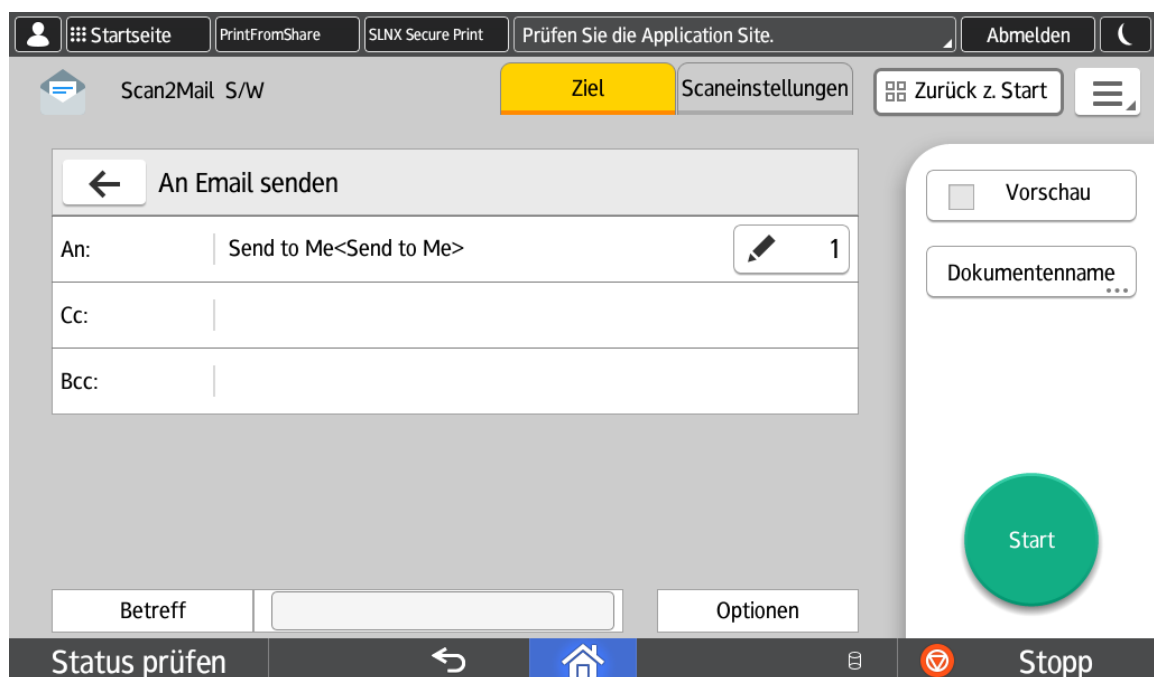 Startseite PrintFromShare SLNX Secure Print Prüfen Sie die Application Site. Abmelden
Scan2Mail S/W Ziel Scaneinstellungen Zurück z. Start
An Email senden
Vorschau
An: Send to Me<Send to Me> 1
Dokumentenname
Cc:
Bcc:
Start
Betreff Optionen
Status prüfen Stopp